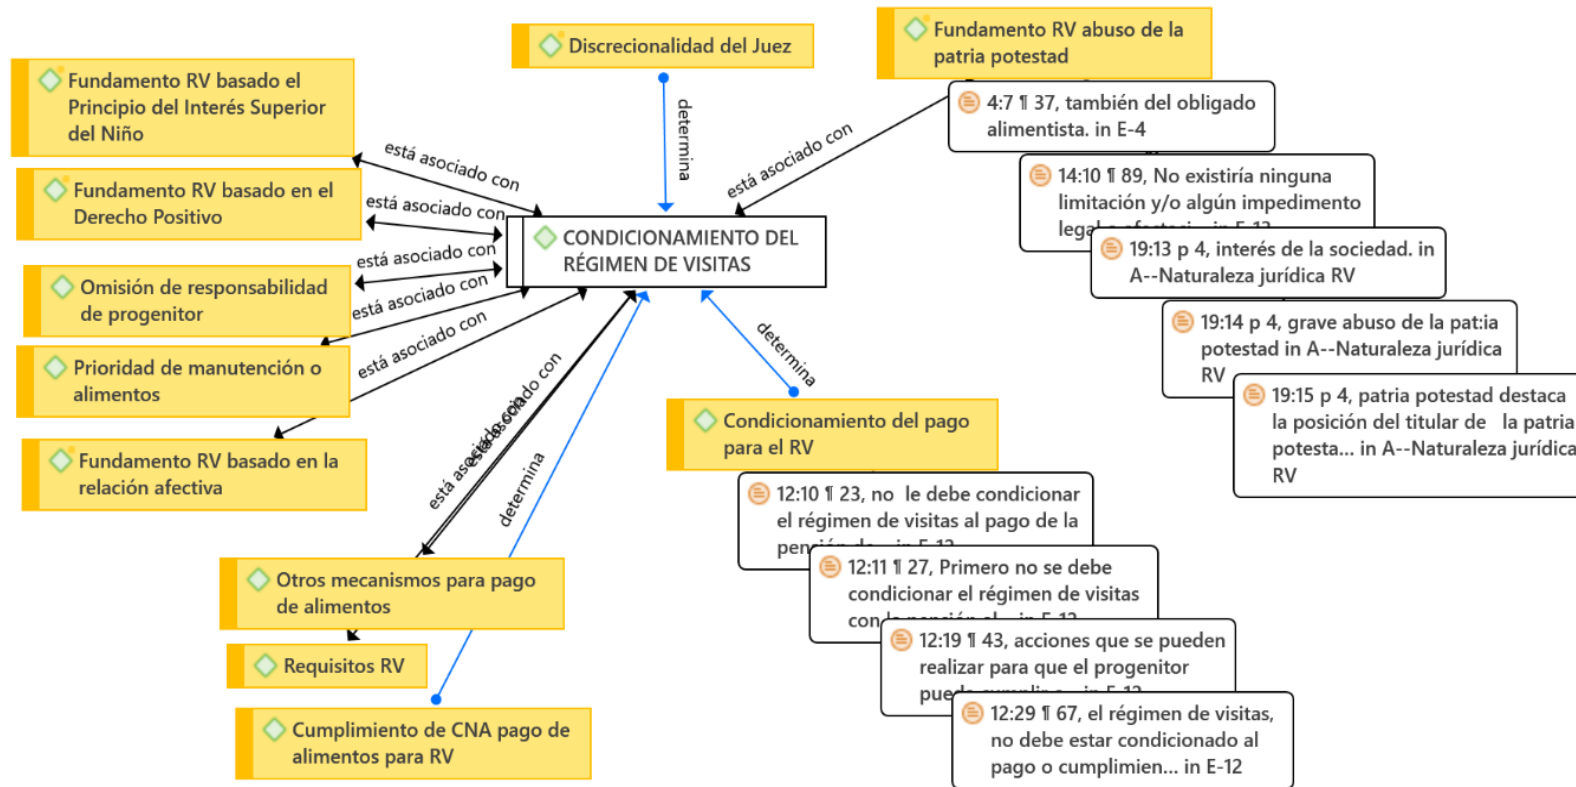 Discrecionalidad del Juez
Fundamento RV abuso de la
patria potestad
Fundamento RV basado el
Principio del Interés Superior
del Niño
Fundamento RV basado en el
Derecho Positivo
Omisión de responsabilidad
de progenitor
Prioridad de manutención o
alimentos
Fundamento RV basado en la
relación afectiva
está asociado con
está asociado con
está asociado con
está asociado con
está asociado con
determina
está asociado con
CONDICIONAMIENTO DEL
RÉGIMEN DE VISITAS
4:7 ¶ 37, también del obligado
alimentista. in E-4
14:10 ¶ 89, No existiría ninguna
limitación y/o algún impedimento
legal
19:13 p 4, interés de la sociedad. in
A--Naturaleza jurídica RV
19:14 p 4, grave abuso de la pat:ia
potestad in A--Naturaleza jurídica
RV
19:15 p 4, patria potestad destaca
la posición del titular de la patria
potesta... in A--Naturaleza jurídica
RV
determina
está asociado con
está asociado con
determina
Condicionamiento del pago
para el RV
12:10 ¶ 23, no le debe condicionar
el régimen de visitas al pago de la
12:11 ¶ 27, Primero no se debe
condicionar el régimen de visitas
con
12:19 ¶ 43, acciones que se pueden
realizar para que el progenitor
12:29 ¶ 67, el régimen de visitas,
no debe estar condicionado al
pago o cumplimien... in E-12
Otros mecanismos para pago
de alimentos
Requisitos RV
Cumplimiento de CNA pago de
alimentos para RV